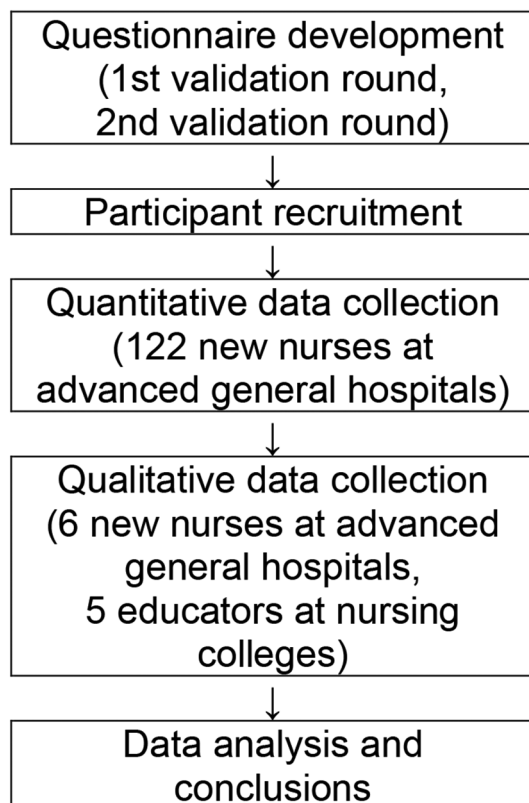 Questionnaire development
(1st validation round,
2nd validation round)
↓
Participant recruitment
↓
Quantitative data collection
(122 new nurses at
advanced general hospitals)
↓
Qualitative data collection
(6 new nurses at advanced
general hospitals,
5 educators at nursing
colleges)
↓
Data analysis and
conclusions